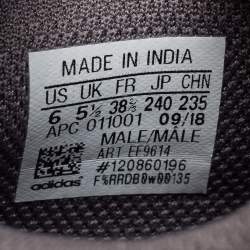 MADE IN INDIA
US UK FR JP CHN
6 5½ 38⅔ 240 235
APC 011001 09/18
MALE/MÂLE
ART EF9614
#120860196
adidas F%RRDB0w00135